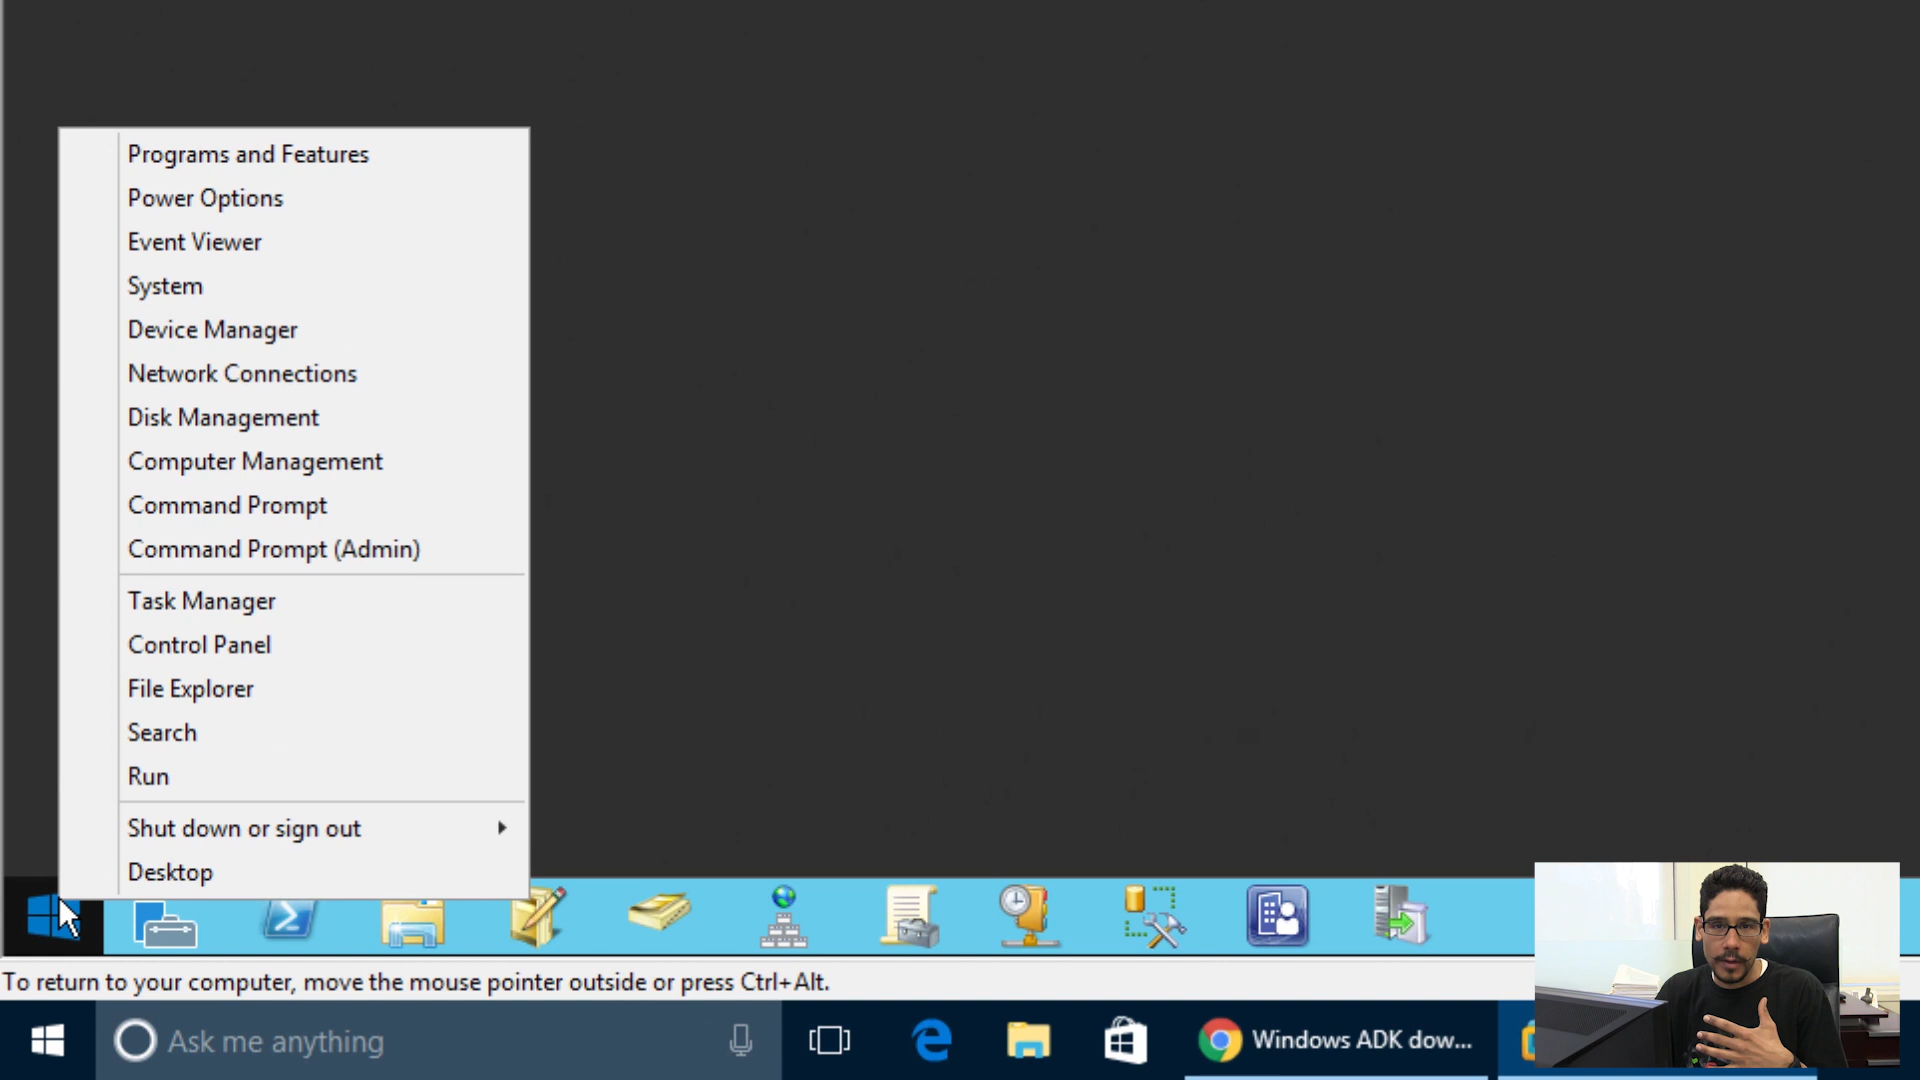 Programs and Features
Power Options
Event Viewer
System
Device Manager
Network Connections
Disk Management
Computer Management
Command Prompt
Command Prompt (Admin)
Task Manager
Control Panel
File Explorer
Search
Run
Shut down or sign out
Desktop
To return to your computer, move the mouse pointer outside or press Ctrl+Alt.
Ask me anything
Windows ADK dow...